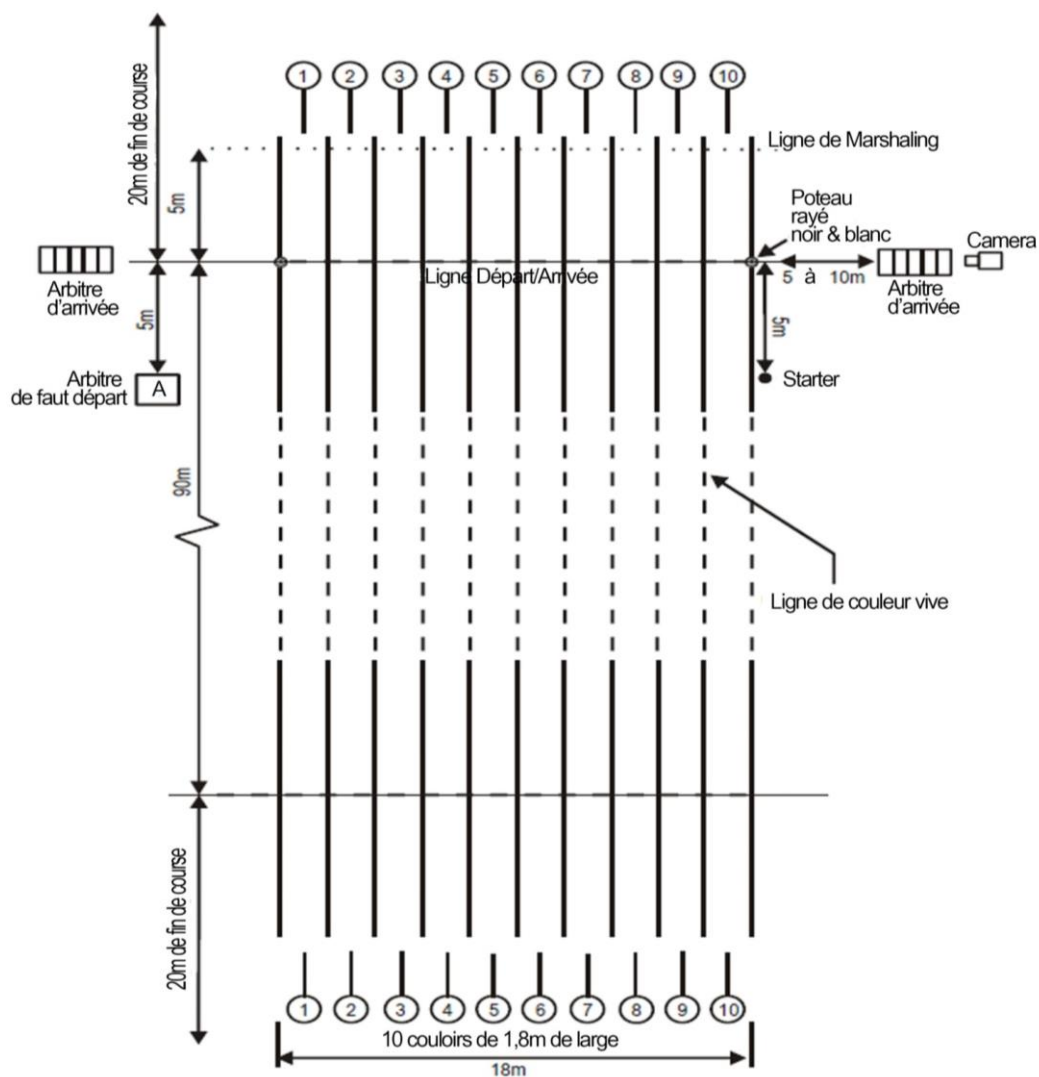 20m de fin de course
1 2 3 4 5 6 7 8 9 10
Ligne de Marshaling
5m
Poteau
rayé
noir & blanc
Camera
Ligne Départ/Arrivée
5 à 10m
Arbitre
d'arrivée
Arbitre
d'arrivée
5m
5m
Arbitre
de faut départ
A
Starter
90m
Ligne de couleur vive
20m de fin de course
1 2 3 4 5 6 7 8 9 10
10 couloirs de 1,8m de large
18m